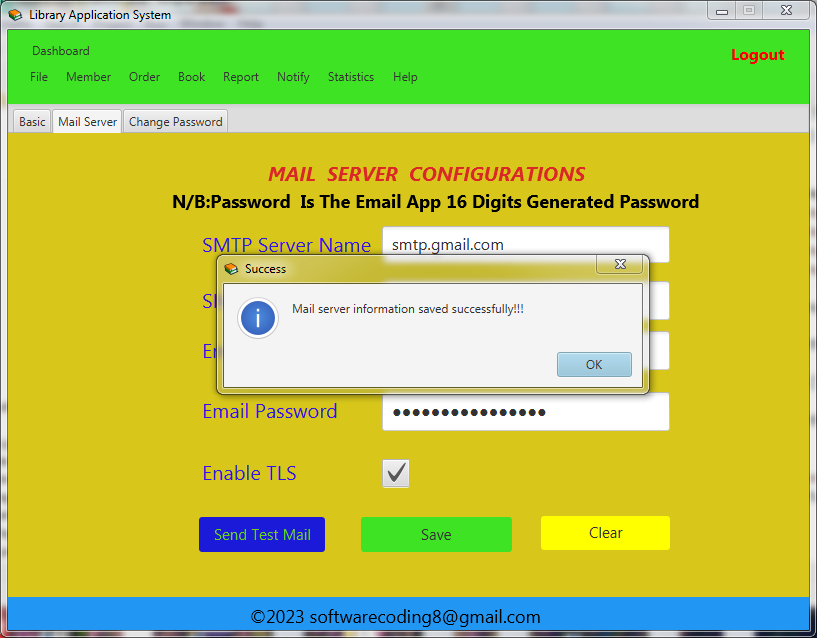 Library Application System
Dashboard
Logout
File Member Order Book Report Notify Statistics Help
Basic Mail Server Change Password
MAIL SERVER CONFIGURATIONS
N/B:Password Is The Email App 16 Digits Generated Password
SMTP Server Name smtp.gmail.com
Success
Mail server information saved successfully!!!
OK
Email Password ●●●●●●●●●●●●●●●●
Enable TLS
Send Test Mail Save Clear
©2023 softwarecoding8@gmail.com